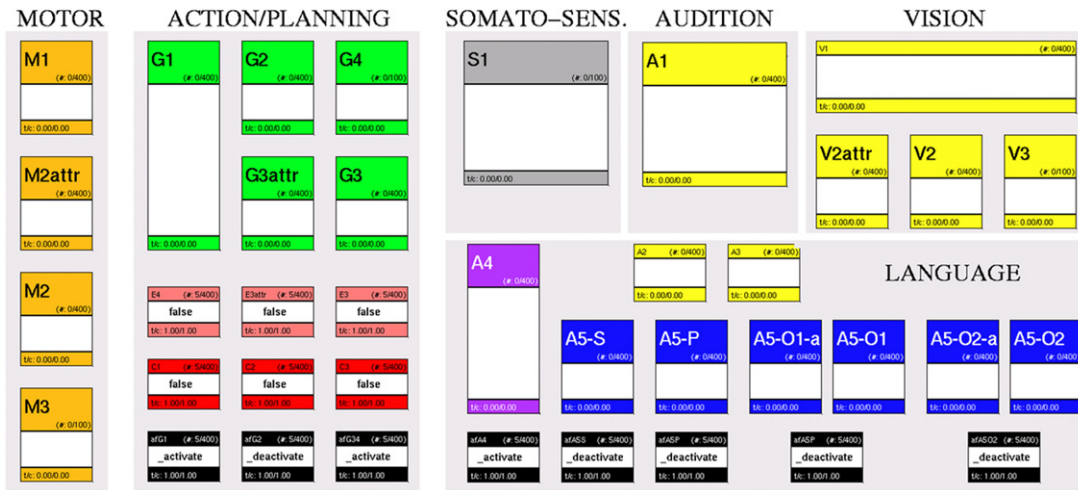 MOTOR
ACTION/PLANNING
SOMATO–SENS.
AUDITION
VISION
M1
(#: 0/400)
t/c: 0.00/0.00
M2attr
(#: 0/400)
t/c: 0.00/0.00
M2
(#: 0/400)
t/c: 0.00/0.00
M3
(#: 0/100)
t/c: 0.00/0.00
G1
(#: 0/400)
t/c: 0.00/0.00
G2
(#: 0/400)
t/c: 0.00/0.00
G4
(#: 0/100)
t/c: 0.00/0.00
G3attr
(#: 0/400)
t/c: 0.00/0.00
G3
(#: 0/400)
t/c: 0.00/0.00
E4 (#: 5/400)
false
t/c: 1.00/1.00
E3attr (#: 5/400)
false
t/c: 1.00/1.00
E3 (#: 5/400)
false
t/c: 1.00/1.00
C1 (#: 5/400)
false
t/c: 1.00/1.00
C2 (#: 5/400)
false
t/c: 1.00/1.00
C3 (#: 5/400)
false
t/c: 1.00/1.00
afG1 (#: 5/400)
_activate
t/c: 1.00/1.00
afG2 (#: 5/400)
_deactivate
t/c: 1.00/1.00
afG34 (#: 5/400)
_activate
t/c: 1.00/1.00
S1
(#: 0/100)
t/c: 0.00/0.00
A1
(#: 0/400)
t/c: 0.00/0.00
V1 (#: 0/400)
t/c: 0.00/0.00
V2attr
(#: 0/400)
t/c: 0.00/0.00
V2
(#: 0/400)
t/c: 0.00/0.00
V3
(#: 0/100)
t/c: 0.00/0.00
LANGUAGE
A4
(#: 0/400)
t/c: 0.00/0.00
A2 (#: 0/400)
t/c: 0.00/0.00
A3 (#: 0/400)
t/c: 0.00/0.00
A5-S
(#: 0/400)
t/c: 0.00/0.00
A5-P
(#: 0/400)
t/c: 0.00/0.00
A5-O1-a
(#: 0/400)
t/c: 0.00/0.00
A5-O1
(#: 0/400)
t/c: 0.00/0.00
A5-O2-a
(#: 0/400)
t/c: 0.00/0.00
A5-O2
(#: 0/400)
t/c: 0.00/0.00
afA4 (#: 5/400)
_activate
t/c: 1.00/1.00
afA5S (#: 5/400)
_deactivate
t/c: 1.00/1.00
afA5P (#: 5/400)
_deactivate
t/c: 1.00/1.00
afA5P (#: 5/400)
_deactivate
t/c: 1.00/1.00
afA5O2 (#: 5/400)
_deactivate
t/c: 1.00/1.00